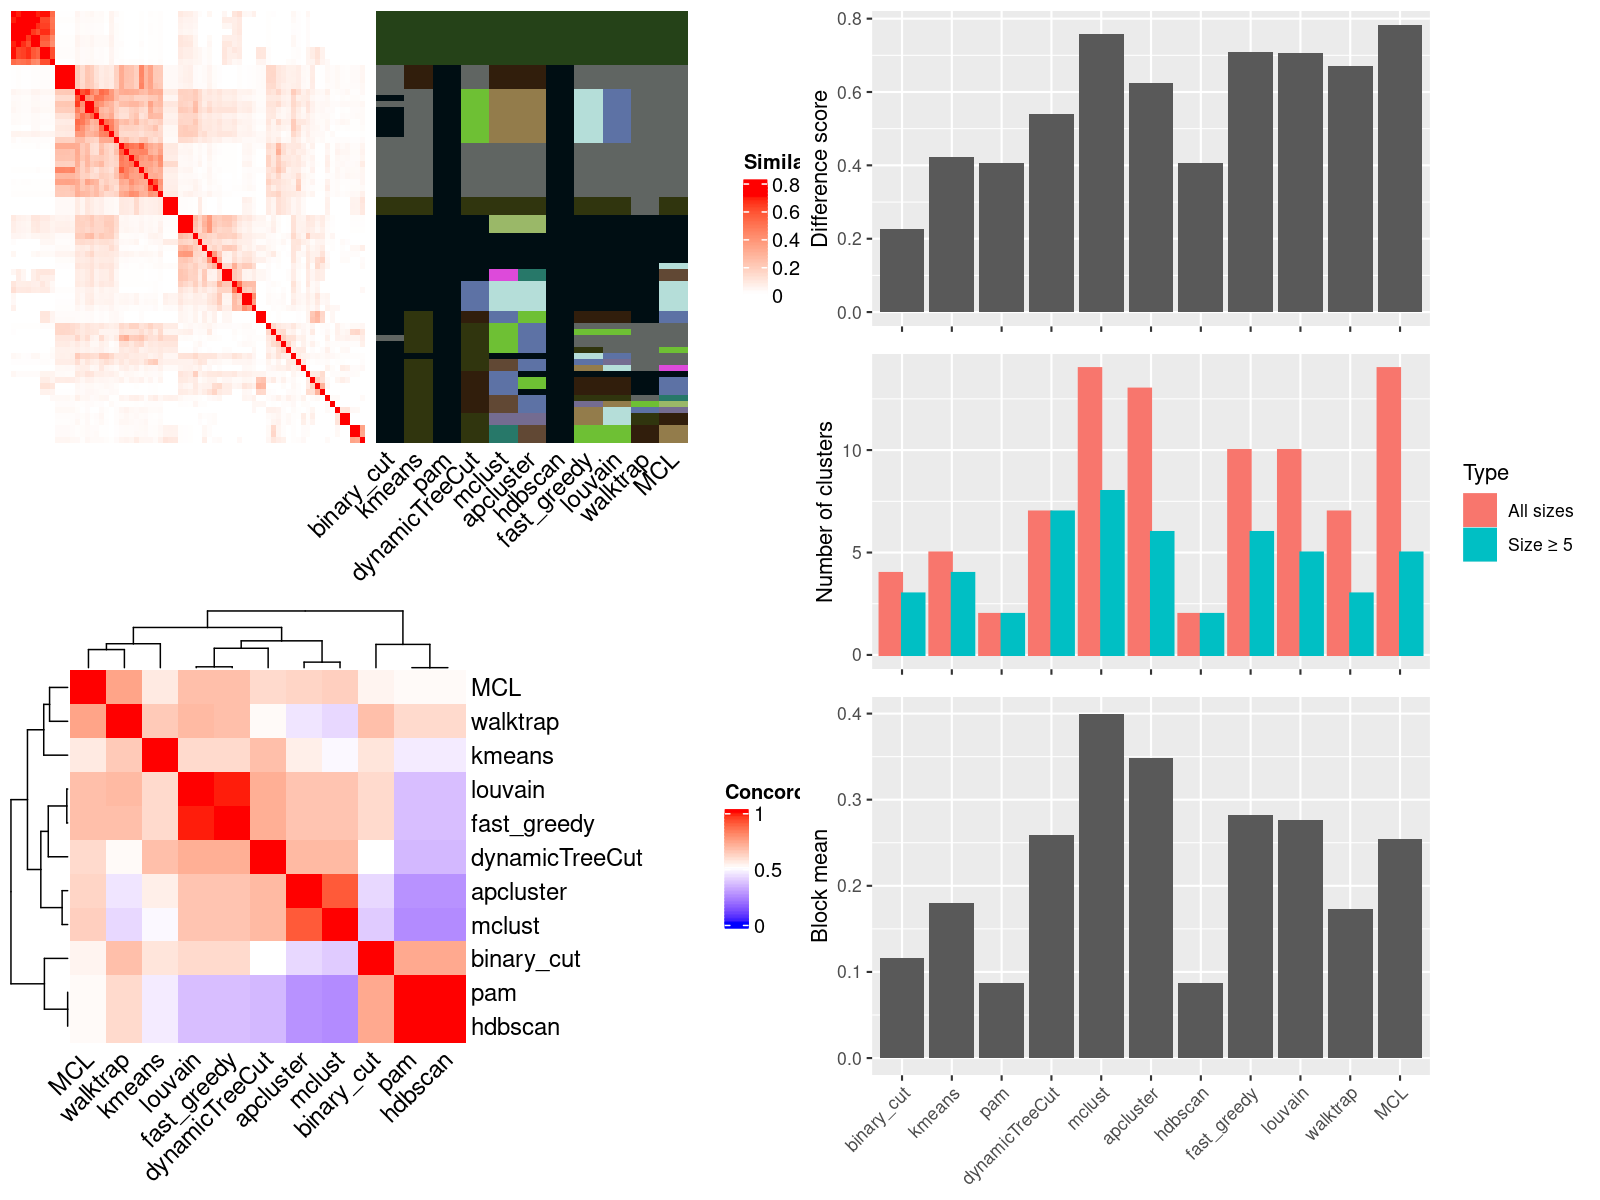 Simila
0.8
0.6
0.4
0.2
0
binary_cut
kmeans
pam
dynamicTreeCut
mclust
apcluster
hdbscan
fast_greedy
louvain
walktrap
MCL
MCL
walktrap
kmeans
louvain
fast_greedy
dynamicTreeCut
apcluster
mclust
binary_cut
pam
hdbscan
Concord
1
0.5
0
MCL
walktrap
kmeans
louvain
fast_greedy
dynamicTreeCut
apcluster
mclust
binary_cut
pam
hdbscan
Difference score
0.8
0.6
0.4
0.2
0.0
Number of clusters
10
5
0
Type
All sizes
Size ≥ 5
Block mean
0.4
0.3
0.2
0.1
0.0
binary_cut
kmeans
pam
dynamicTreeCut
mclust
apcluster
hdbscan
fast_greedy
louvain
walktrap
MCL